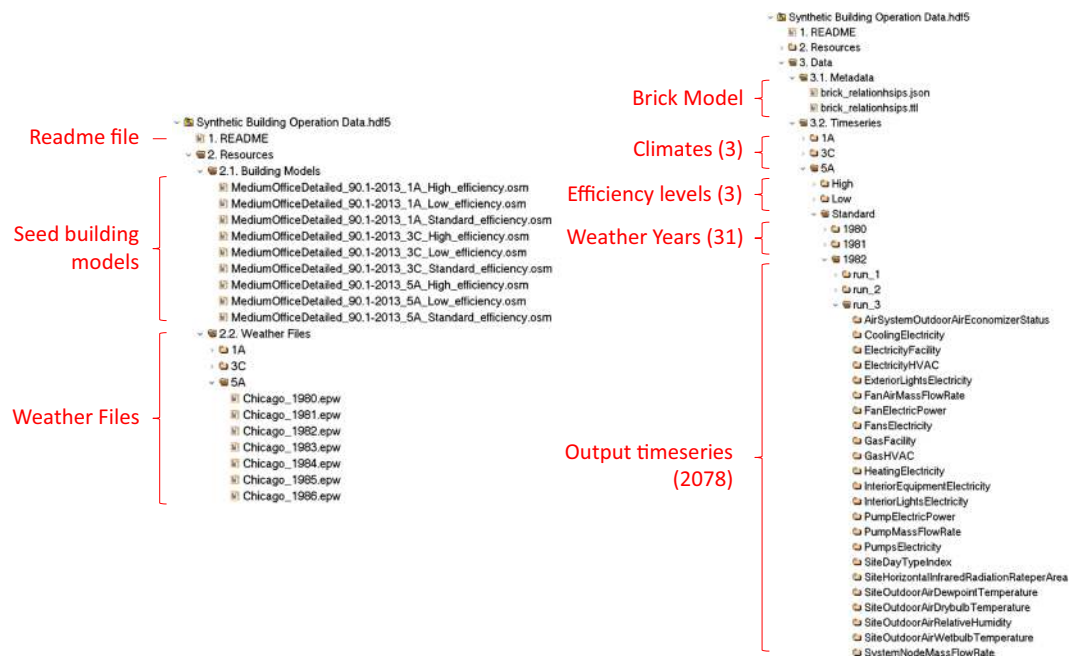 Synthetic Building Operation Data.hdf5
Readme file
1. README
2. Resources
2.1. Building Models
Seed building
models
MediumOfficeDetailed_90.1-2013_1A_High_efficiency.osm
MediumOfficeDetailed_90.1-2013_1A_Low_efficiency.osm
MediumOfficeDetailed_90.1-2013_1A_Standard_efficiency.osm
MediumOfficeDetailed_90.1-2013_3C_High_efficiency.osm
MediumOfficeDetailed_90.1-2013_3C_Low_efficiency.osm
MediumOfficeDetailed_90.1-2013_3C_Standard_efficiency.osm
MediumOfficeDetailed_90.1-2013_5A_High_efficiency.osm
MediumOfficeDetailed_90.1-2013_5A_Low_efficiency.osm
MediumOfficeDetailed_90.1-2013_5A_Standard_efficiency.osm
Weather Files
2.2. Weather Files
1A
3C
5A
Chicago_1980.epw
Chicago_1981.epw
Chicago_1982.epw
Chicago_1983.epw
Chicago_1984.epw
Chicago_1985.epw
Chicago_1986.epw
Synthetic Building Operation Data.hdf5
1. README
2. Resources
3. Data
Brick Model
3.1. Metadata
brick_relationhsips.json
brick_relationhsips.ttl
3.2. Timeseries
Climates (3)
1A
3C
5A
Efficiency levels (3)
High
Low
Standard
Weather Years (31)
1980
1981
1982
Output timeseries
(2078)
run_1
run_2
run_3
AirSystemOutdoorAirEconomizerStatus
CoolingElectricity
ElectricityFacility
ElectricityHVAC
ExteriorLightsElectricity
FanAirMassFlowRate
FanElectricPower
FansElectricity
GasFacility
GasHVAC
HeatingElectricity
InteriorEquipmentElectricity
InteriorLightsElectricity
PumpElectricPower
PumpMassFlowRate
PumpsElectricity
SiteDayTypeIndex
SiteHorizontalInfraredRadiationRateperArea
SiteOutdoorAirDewpointTemperature
SiteOutdoorAirDrybulbTemperature
SiteOutdoorAirRelativeHumidity
SiteOutdoorAirWetbulbTemperature
SystemNodeMassFlowRate